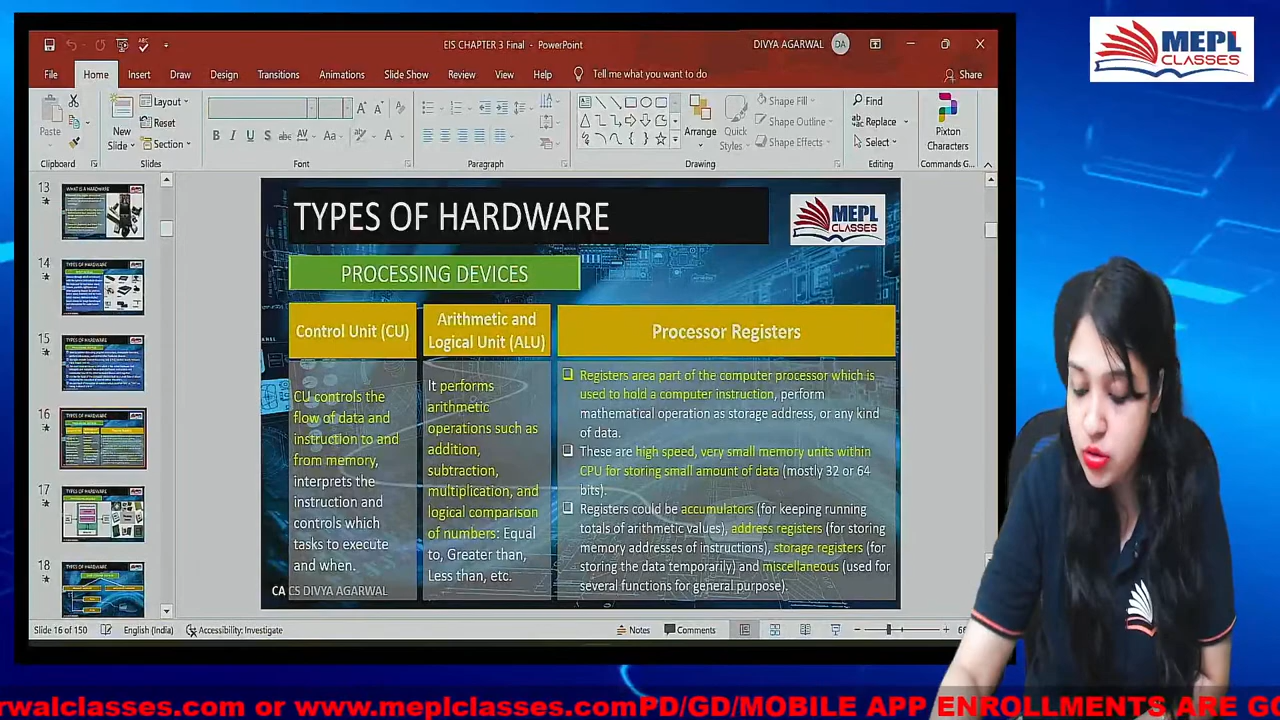 EIS CHAPTER 3 Final - PowerPoint
DIVYA AGARWAL
DA
MEPL
CLASSES
File
Home
Insert
Draw
Design
Transitions
Animations
Slide Show
Review
View
Help
Tell me what you want to do
Share
Paste
New
Slide
Layout
Reset
Section
Arrange
Quick
Styles
Shape Fill
Shape Outline
Shape Effects
Find
Replace
Select
Pixton
Characters
Clipboard
Slides
Font
Paragraph
Drawing
Editing
Commands G...
13
14
15
16
17
18
TYPES OF HARDWARE
MEPL
CLASSES
PROCESSING DEVICES
Control Unit (CU)
CU controls the
flow of data and
instruction to and
from memory,
interprets the
instruction and
controls which
tasks to execute
and when.
Arithmetic and
Logical Unit (ALU)
It performs
arithmetic
operations such as
addition,
subtraction,
multiplication, and
logical comparison
of numbers: Equal
to, Greater than,
Less than, etc.
Processor Registers
Registers area part of the computer processor which is
used to hold a computer instruction, perform
mathematical operation as storage address, or any kind
of data.
These are high speed, very small memory units within
CPU for storing small amount of data (mostly 32 or 64
bits).
Registers could be accumulators (for keeping running
totals of arithmetic values), address registers (for storing
memory addresses of instructions), storage registers (for
storing the data temporarily) and miscellaneous (used for
several functions for general purpose).
CA CS DIVYA AGARWAL
Slide 16 of 150
English (India)
Accessibility: Investigate
Notes
Comments
rwalclasses.com or www.meplclasses.comPD/GD/MOBILE APP ENROLLMENTS ARE GO